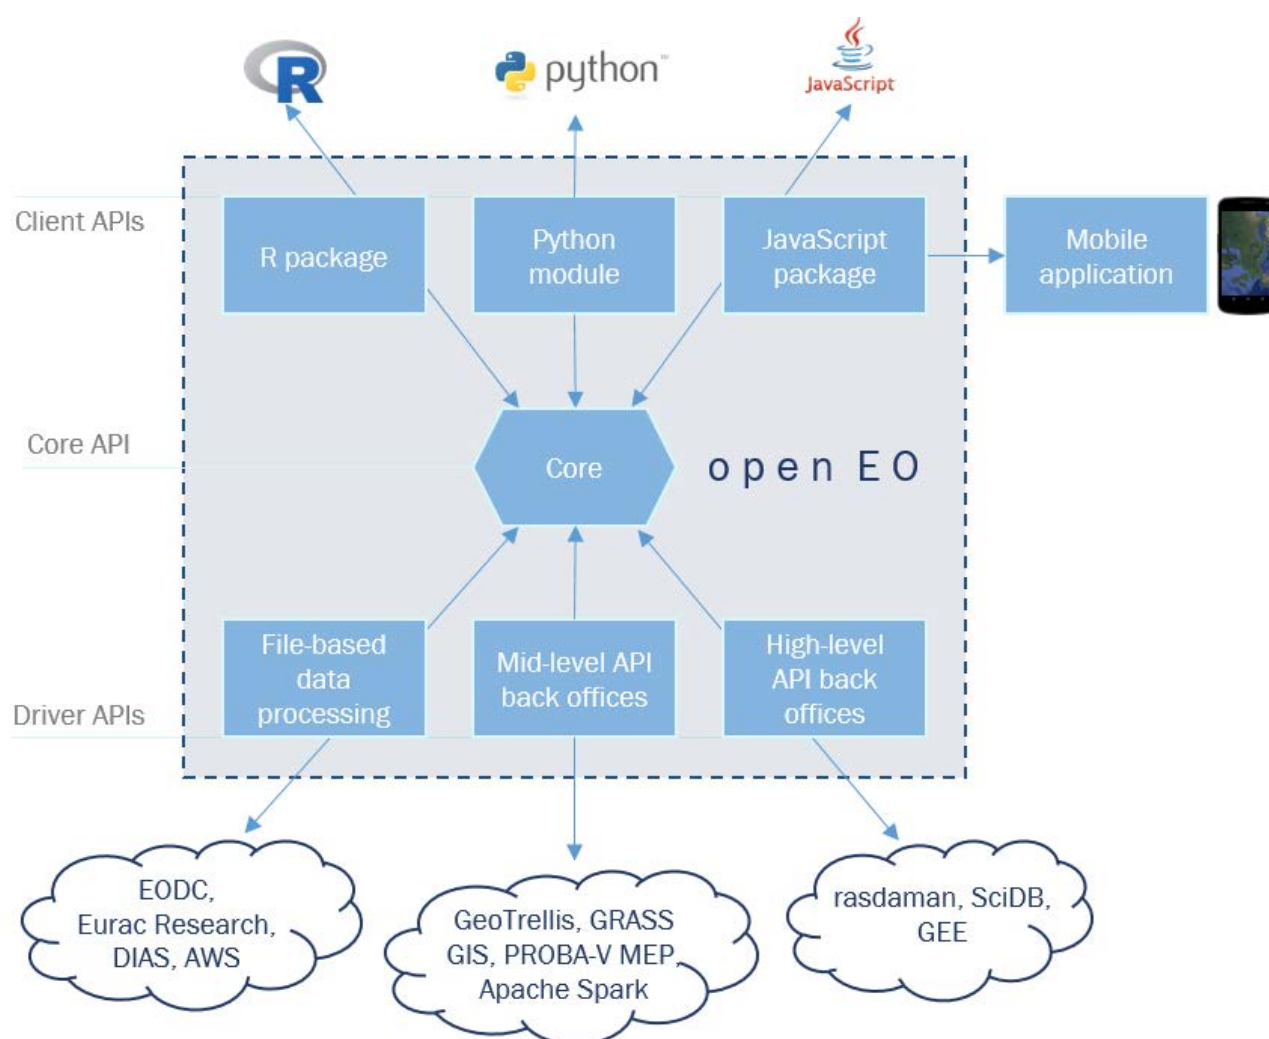 R
python™
JavaScript
Client APIs
R package
Python
module
JavaScript
package
Mobile
application
Core API
Core
open EO
File-based
data
processing
Mid-level API
back offices
High-level
API back
offices
Driver APIs
EODC,
Eurac Research,
DIAS, AWS
GeoTrellis, GRASS
GIS, PROBA-V MEP,
Apache Spark
rasdaman, SciDB,
GEE